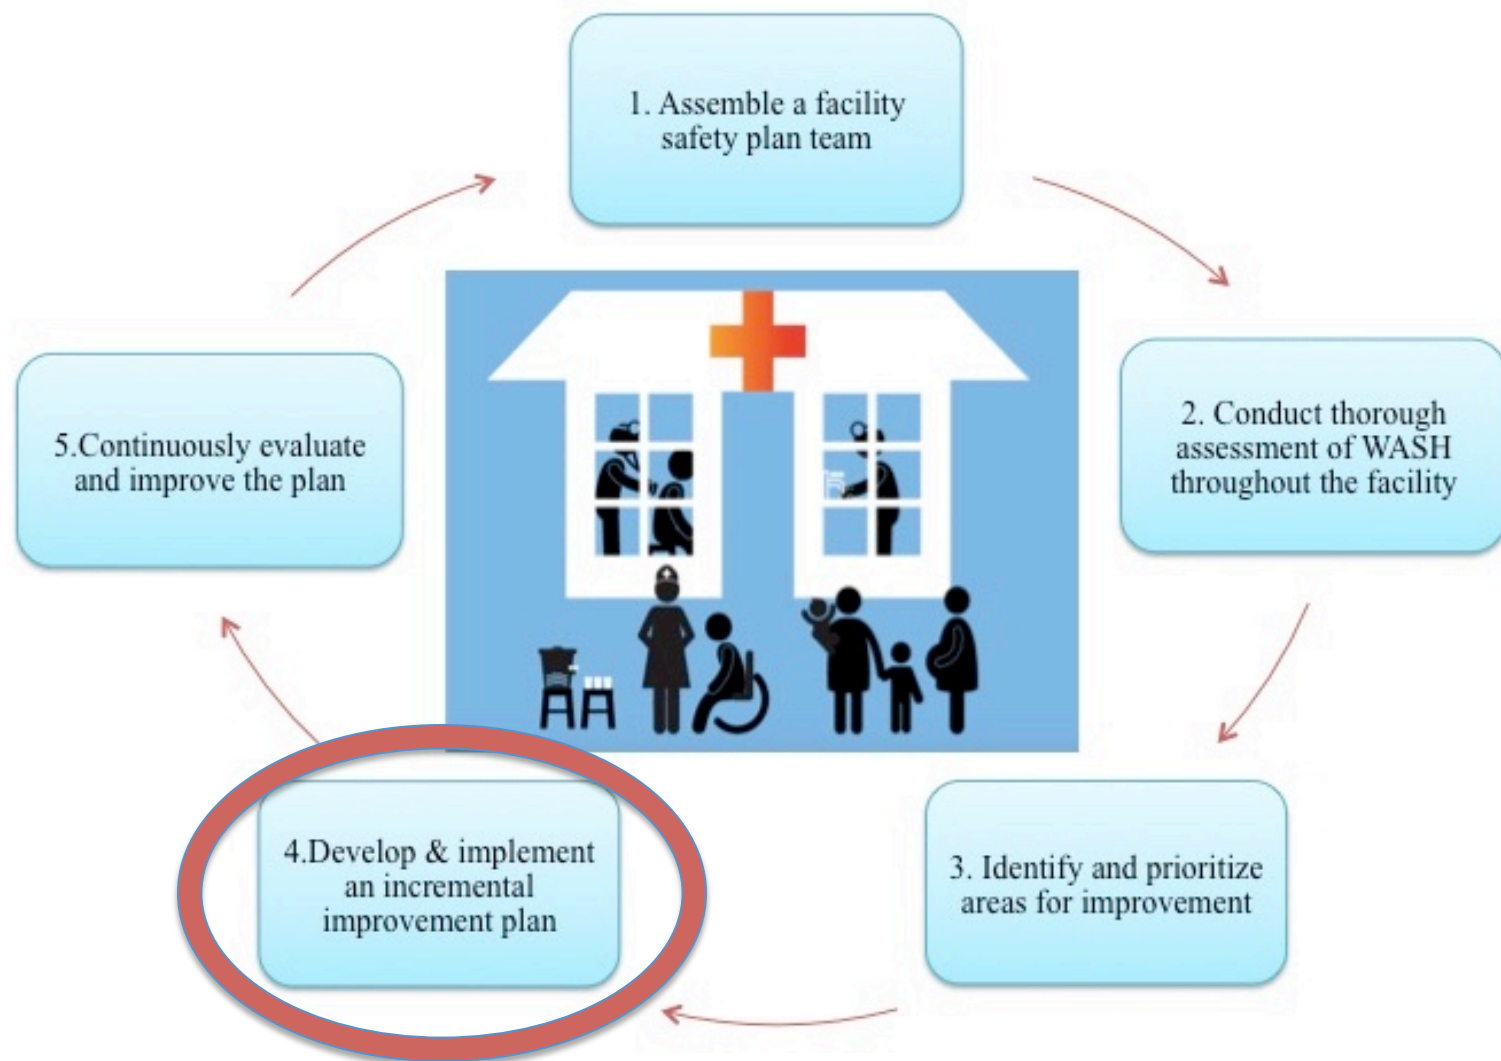 1. Assemble a facility
safety plan team
2. Conduct thorough
assessment of WASH
throughout the facility
3. Identify and prioritize
areas for improvement
4.Develop & implement
an incremental
improvement plan
5.Continuously evaluate
and improve the plan